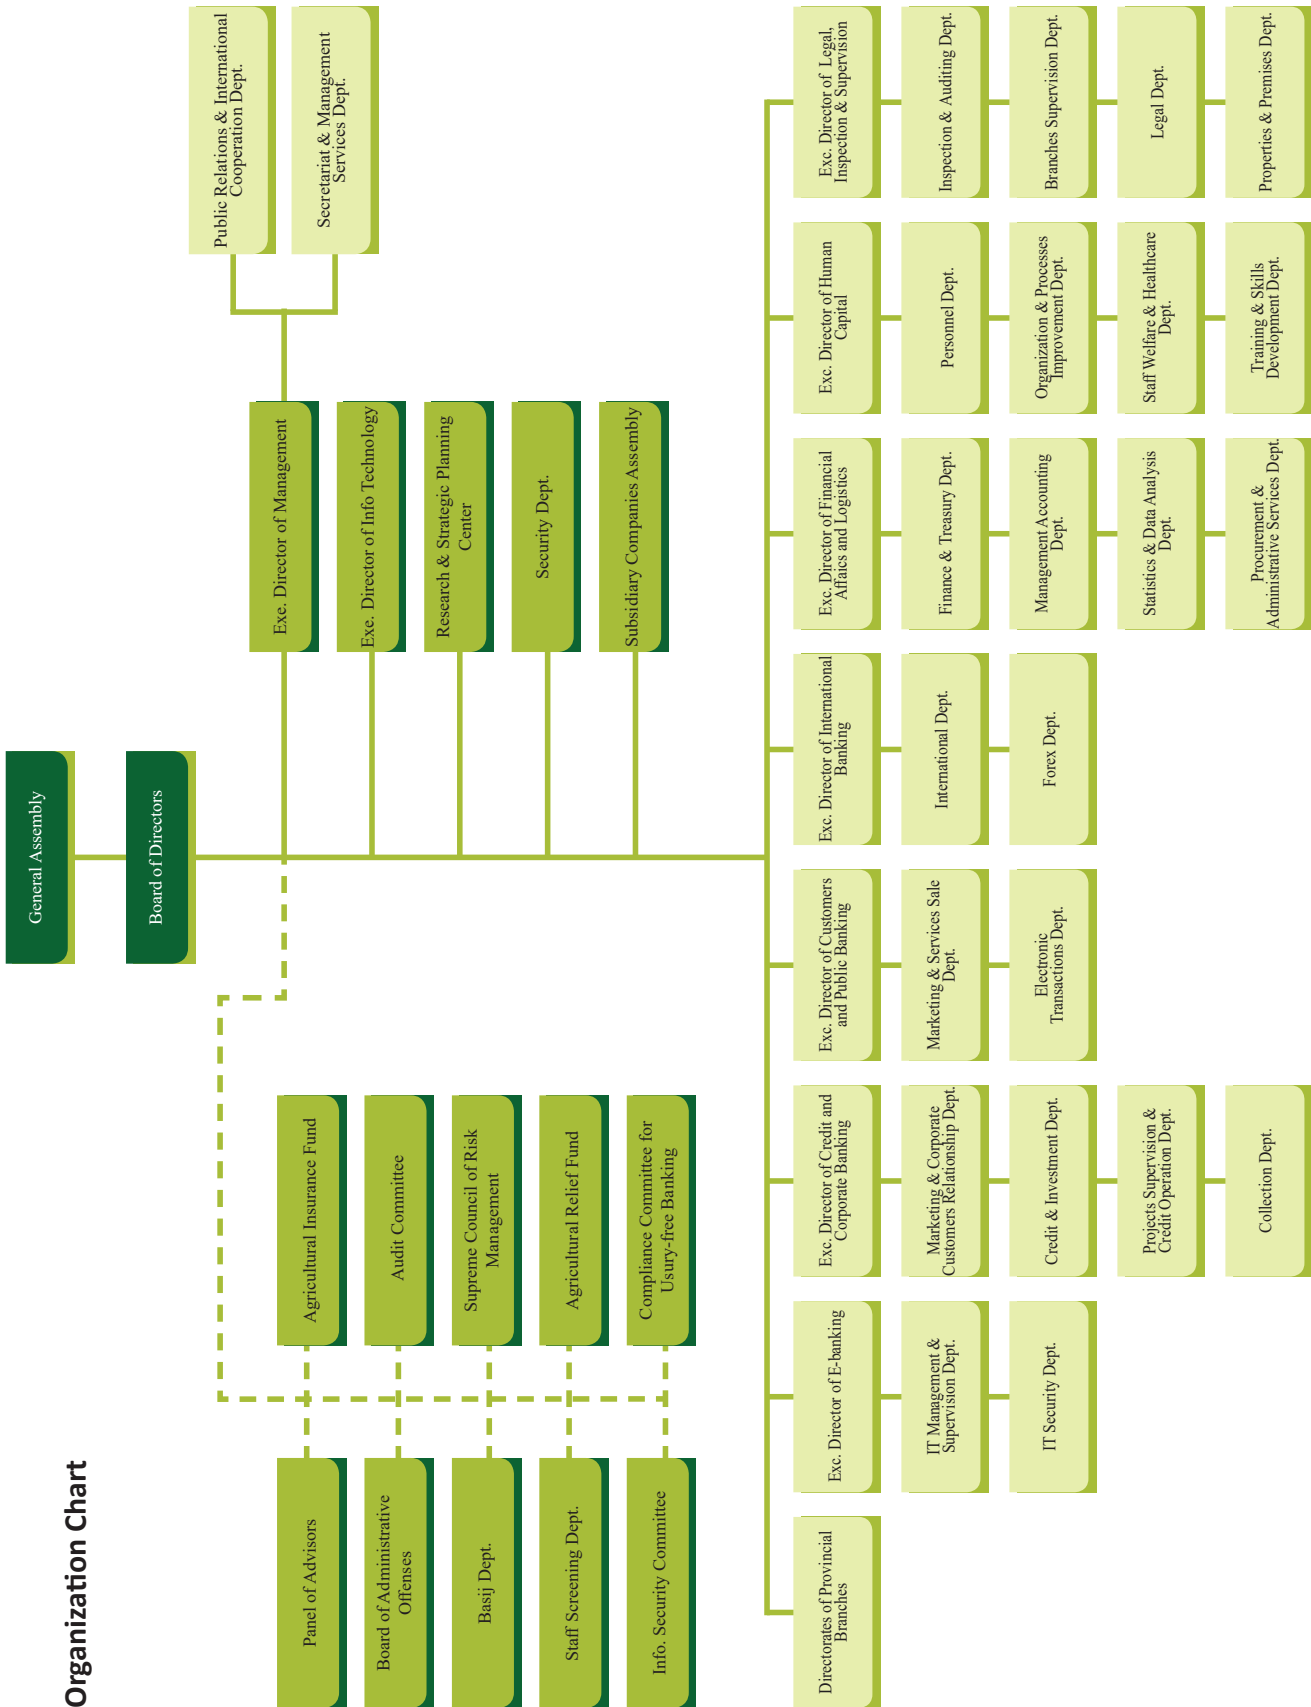 Organization Chart
General Assembly
Board of Directors
Public Relations & International
Cooperation Dept.
Secretariat & Management
Services Dept.
Exe. Director of Management
Exe. Director of Info Technology
Research & Strategic Planning
Center
Security Dept.
Subsidiary Companies Assembly
Panel of Advisors
Agricultural Insurance Fund
Board of Administrative
Offenses
Audit Committee
Basij Dept.
Supreme Council of Risk
Management
Staff Screening Dept.
Agricultural Relief Fund
Info. Security Committee
Compliance Committee for
Usury-free Banking
Directorates of Provincial
Branches
Exc. Director of E-banking
IT Management &
Supervision Dept.
IT Security Dept.
Exc. Director of Credit and
Corporate Banking
Marketing & Corporate
Customers Relationship Dept.
Credit & Investment Dept.
Projects Supervision &
Credit Operation Dept.
Collection Dept.
Exc. Director of Customers
and Public Banking
Marketing & Services Sale
Dept.
Electronic
Transactions Dept.
Exc. Director of International
Banking
International Dept.
Forex Dept.
Exc. Director of Financial
Affaics and Logistics
Finance & Treasury Dept.
Management Accounting
Dept.
Statistics & Data Analysis
Dept.
Procurement &
Administrative Services Dept.
Exc. Director of Human
Capital
Personnel Dept.
Organization & Processes
Improvement Dept.
Staff Welfare & Healthcare
Dept.
Training & Skills
Development Dept.
Exc. Director of Legal,
Inspection & Supervision
Inspection & Auditing Dept.
Branches Supervision Dept.
Legal Dept.
Properties & Premises Dept.